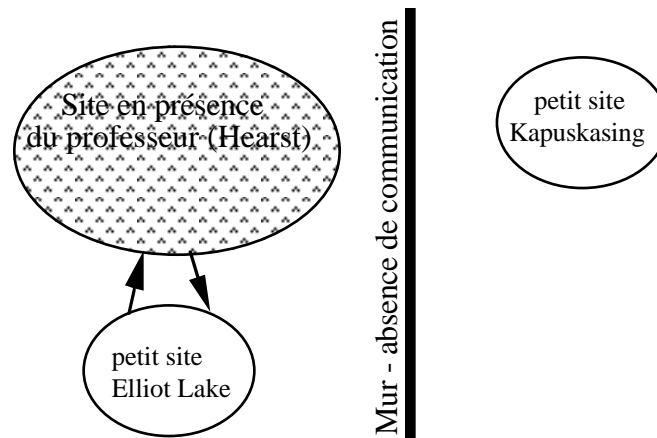 Site en présence
du professeur (Hearst)
Mur - absence de communication
petit site
Kapuskasing
petit site
Elliot Lake